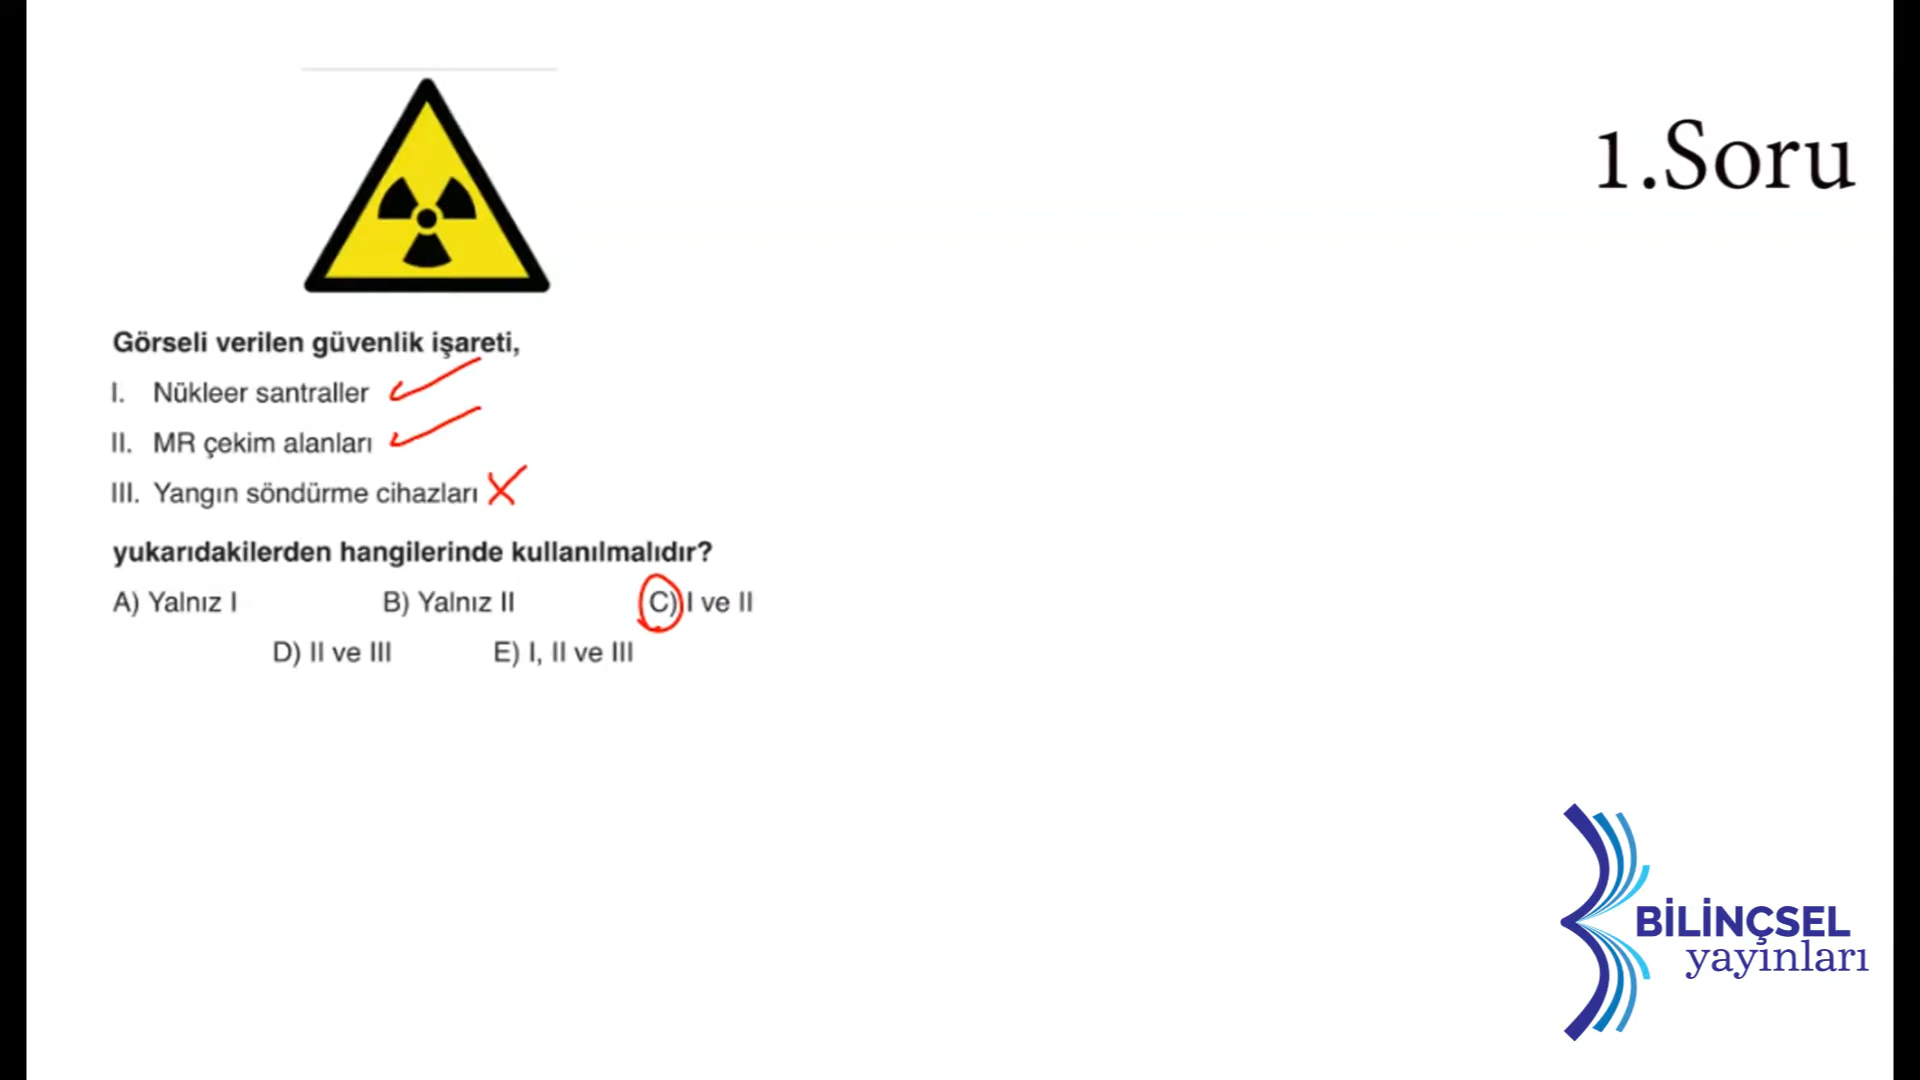 1.Soru
Görseli verilen güvenlik işareti,
I. Nükleer santraller
II. MR çekim alanları
III. Yangın söndürme cihazları
yukarıdakilerden hangilerinde kullanılmalıdır?
A) Yalnız I B) Yalnız II C) I ve II
D) II ve III E) I, II ve III
BİLİNÇSEL
yayınları